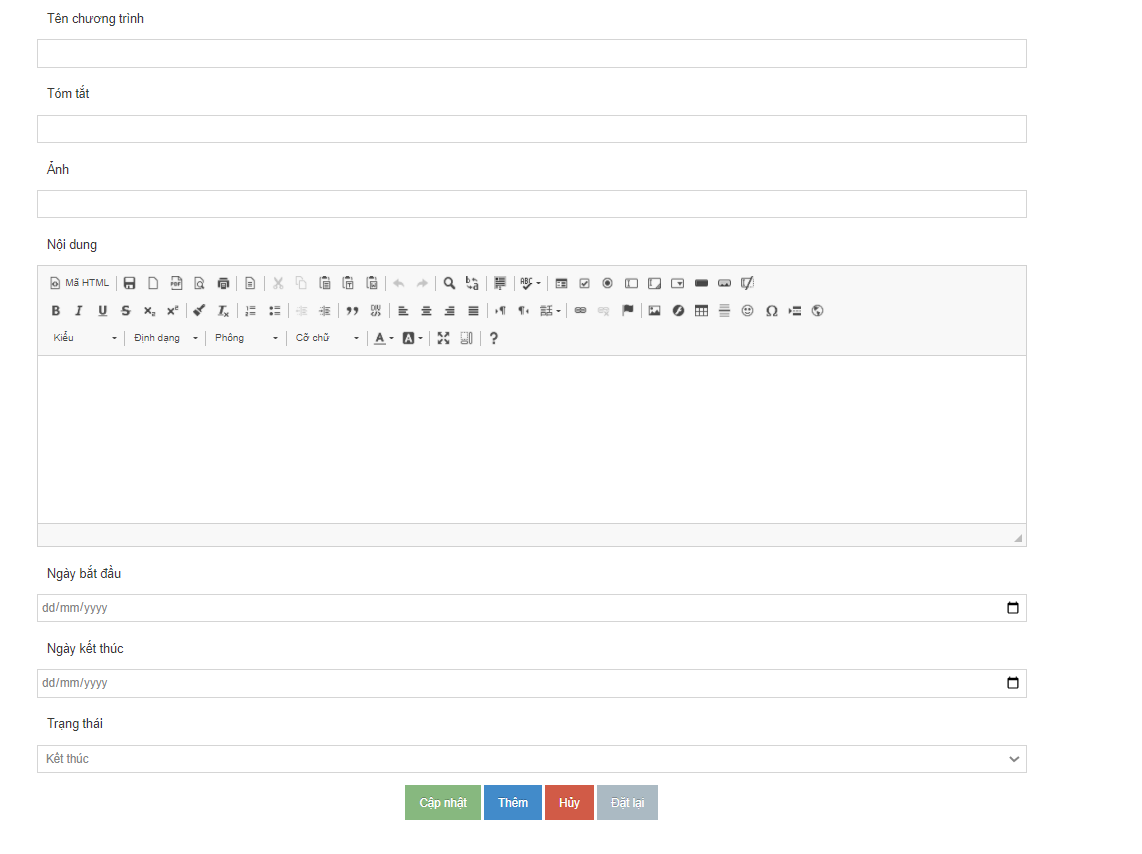 Tên chương trình
Tóm tắt
Ảnh
Nội dung
Mã HTML
Kiểu Định dạng Phông Cỡ chữ
Ngày bắt đầu
dd/mm/yyyy
Ngày kết thúc
dd/mm/yyyy
Trạng thái
Kết thúc
Cập nhật Thêm Hủy Đặt lại